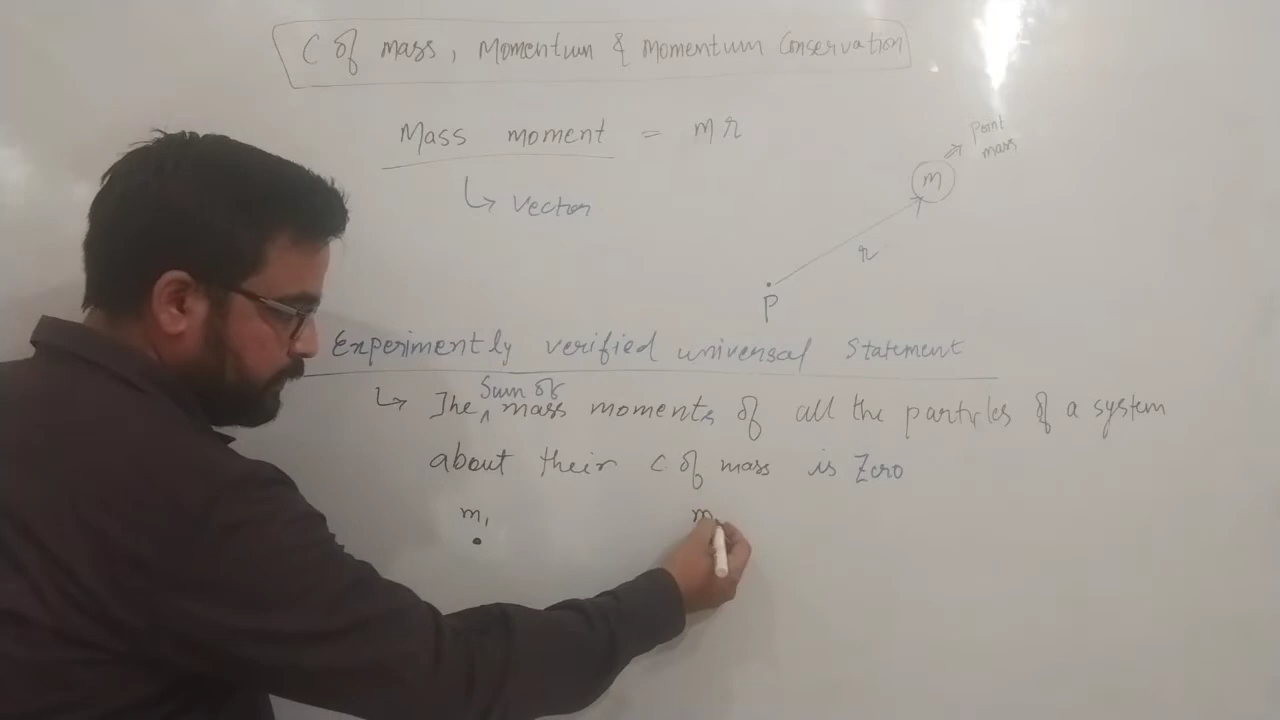 C of mass, Momentum & Momentum Conservation
Mass moment = m r
↳ Vector
Point
mass
m
r
P
Experimently verified universal Statement
↳ The Sum of mass moments of all the particles of a system
about their C of mass is Zero
m₁
m